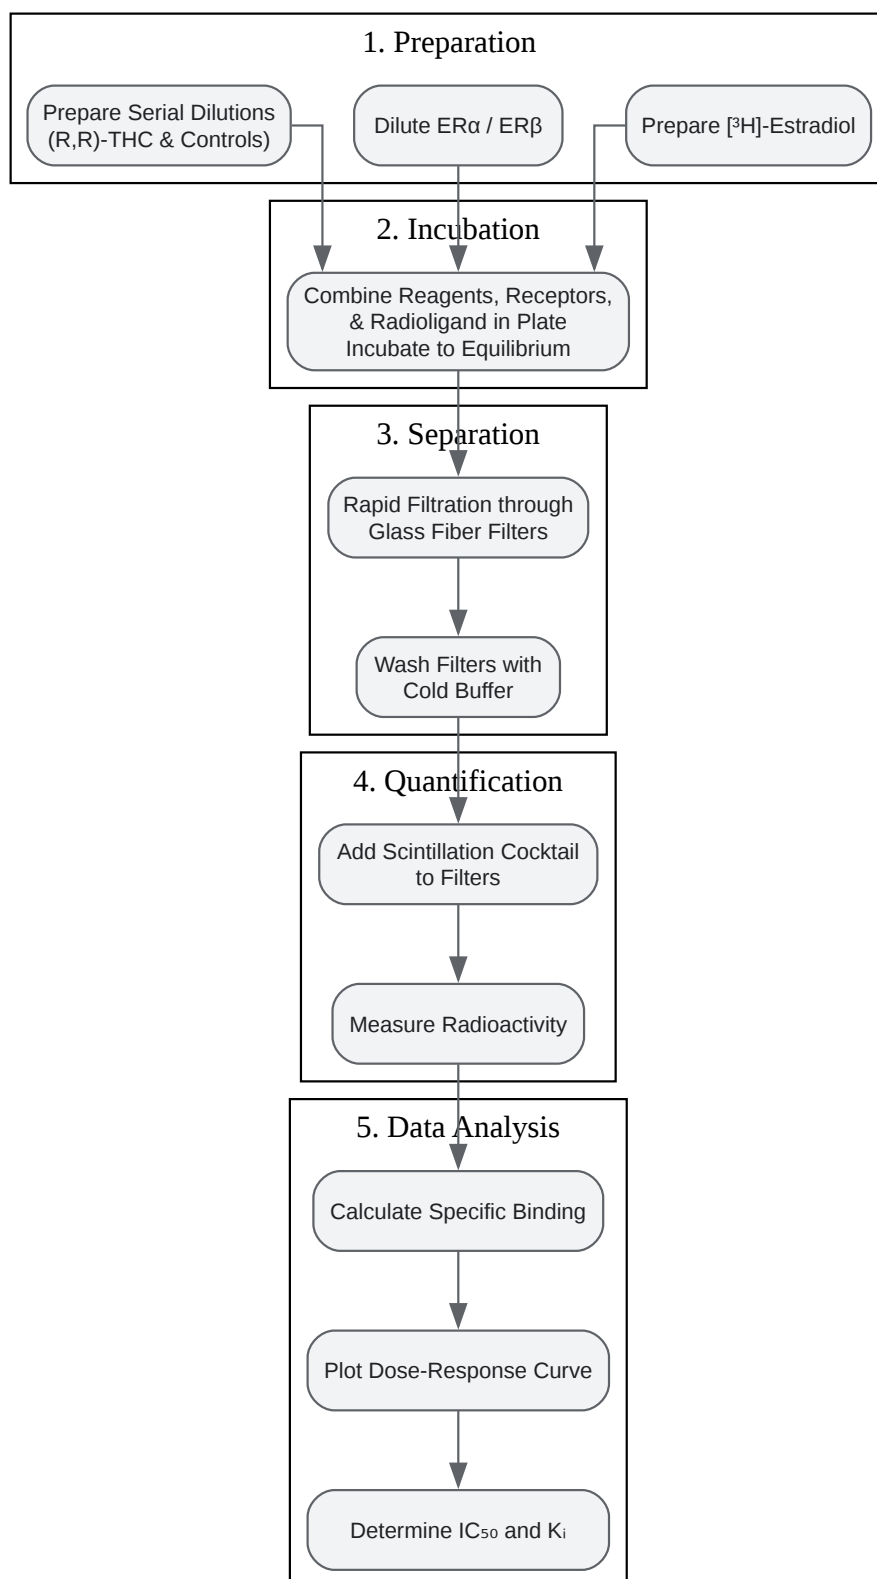 1. Preparation
Prepare Serial Dilutions
(R,R)-THC & Controls)
Dilute ERα / ERβ
Prepare [³H]-Estradiol
2. Incubation
Combine Reagents, Receptors,
& Radioligand in Plate
Incubate to Equilibrium
3. Separation
Rapid Filtration through
Glass Fiber Filters
Wash Filters with
Cold Buffer
4. Quantification
Add Scintillation Cocktail
to Filters
Measure Radioactivity
5. Data Analysis
Calculate Specific Binding
Plot Dose-Response Curve
Determine IC₅₀ and Kᵢ